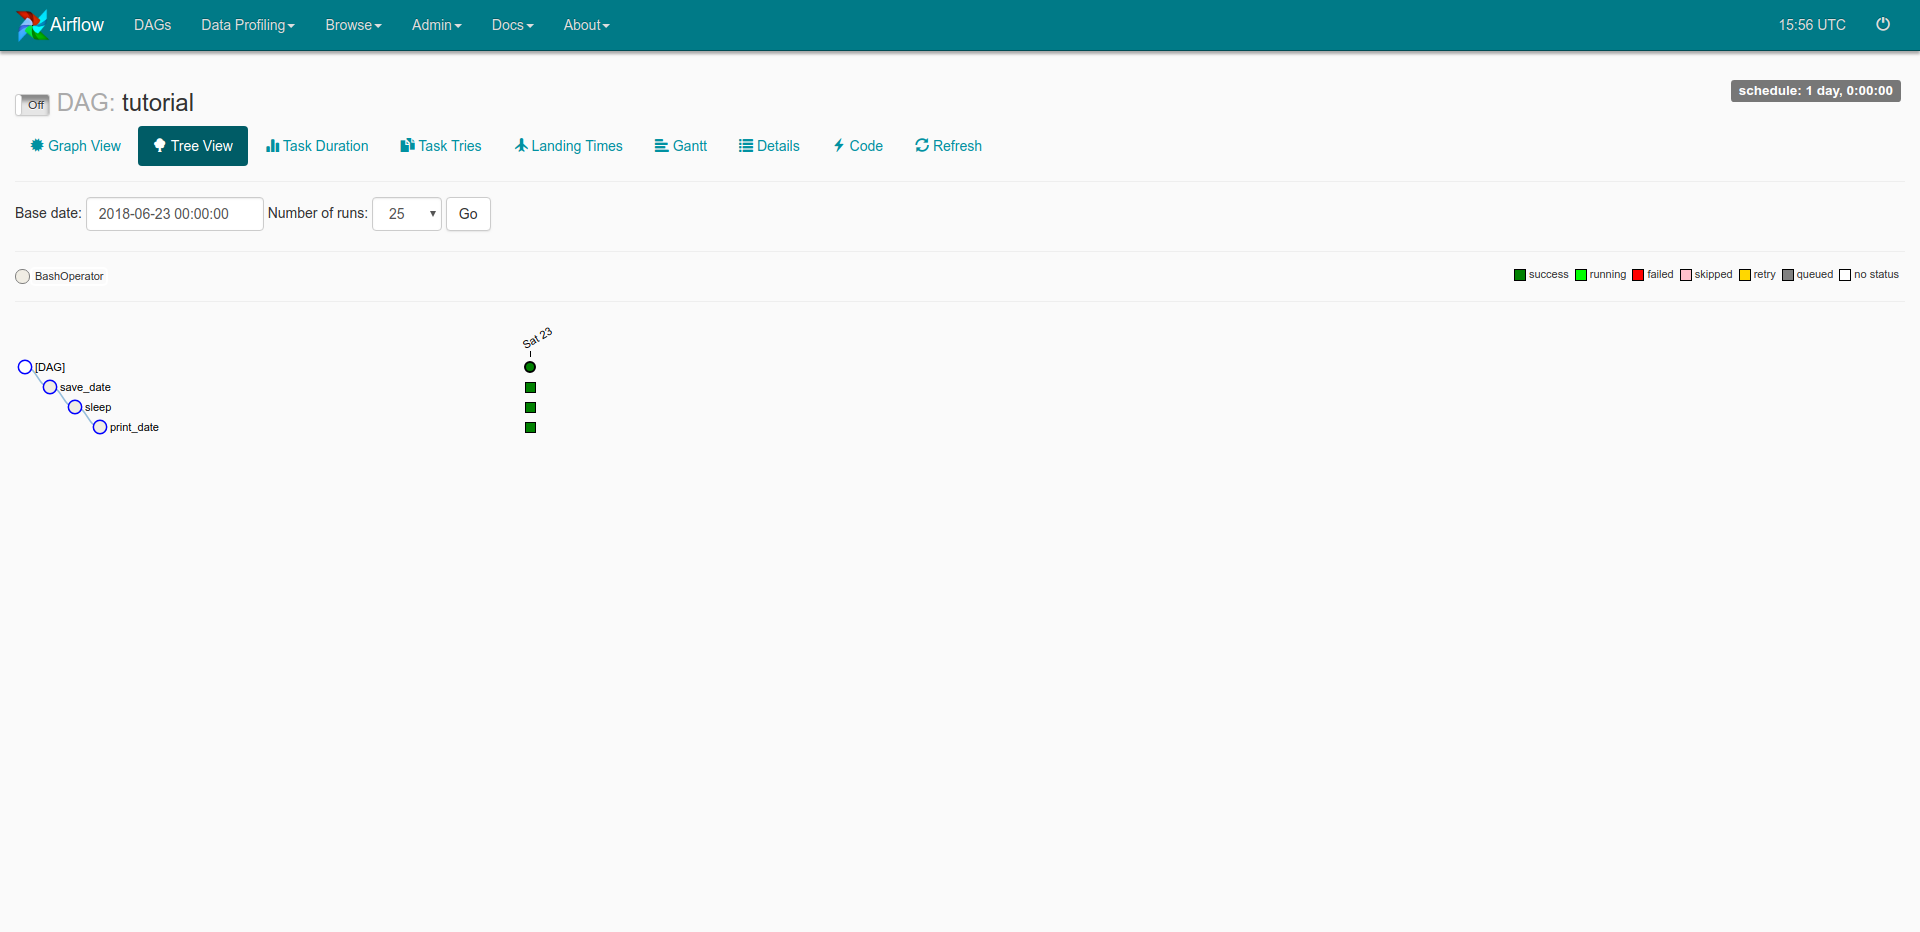 Airflow DAGs Data Profiling Browse Admin Docs About 15:56 UTC
Off DAG: tutorial schedule: 1 day, 0:00:00
Graph View Tree View Task Duration Task Tries Landing Times Gantt Details Code Refresh
Base date: 2018-06-23 00:00:00 Number of runs: 25 Go
BashOperator success running failed skipped retry queued no status
Sat 23
[DAG]
save_date
sleep
print_date